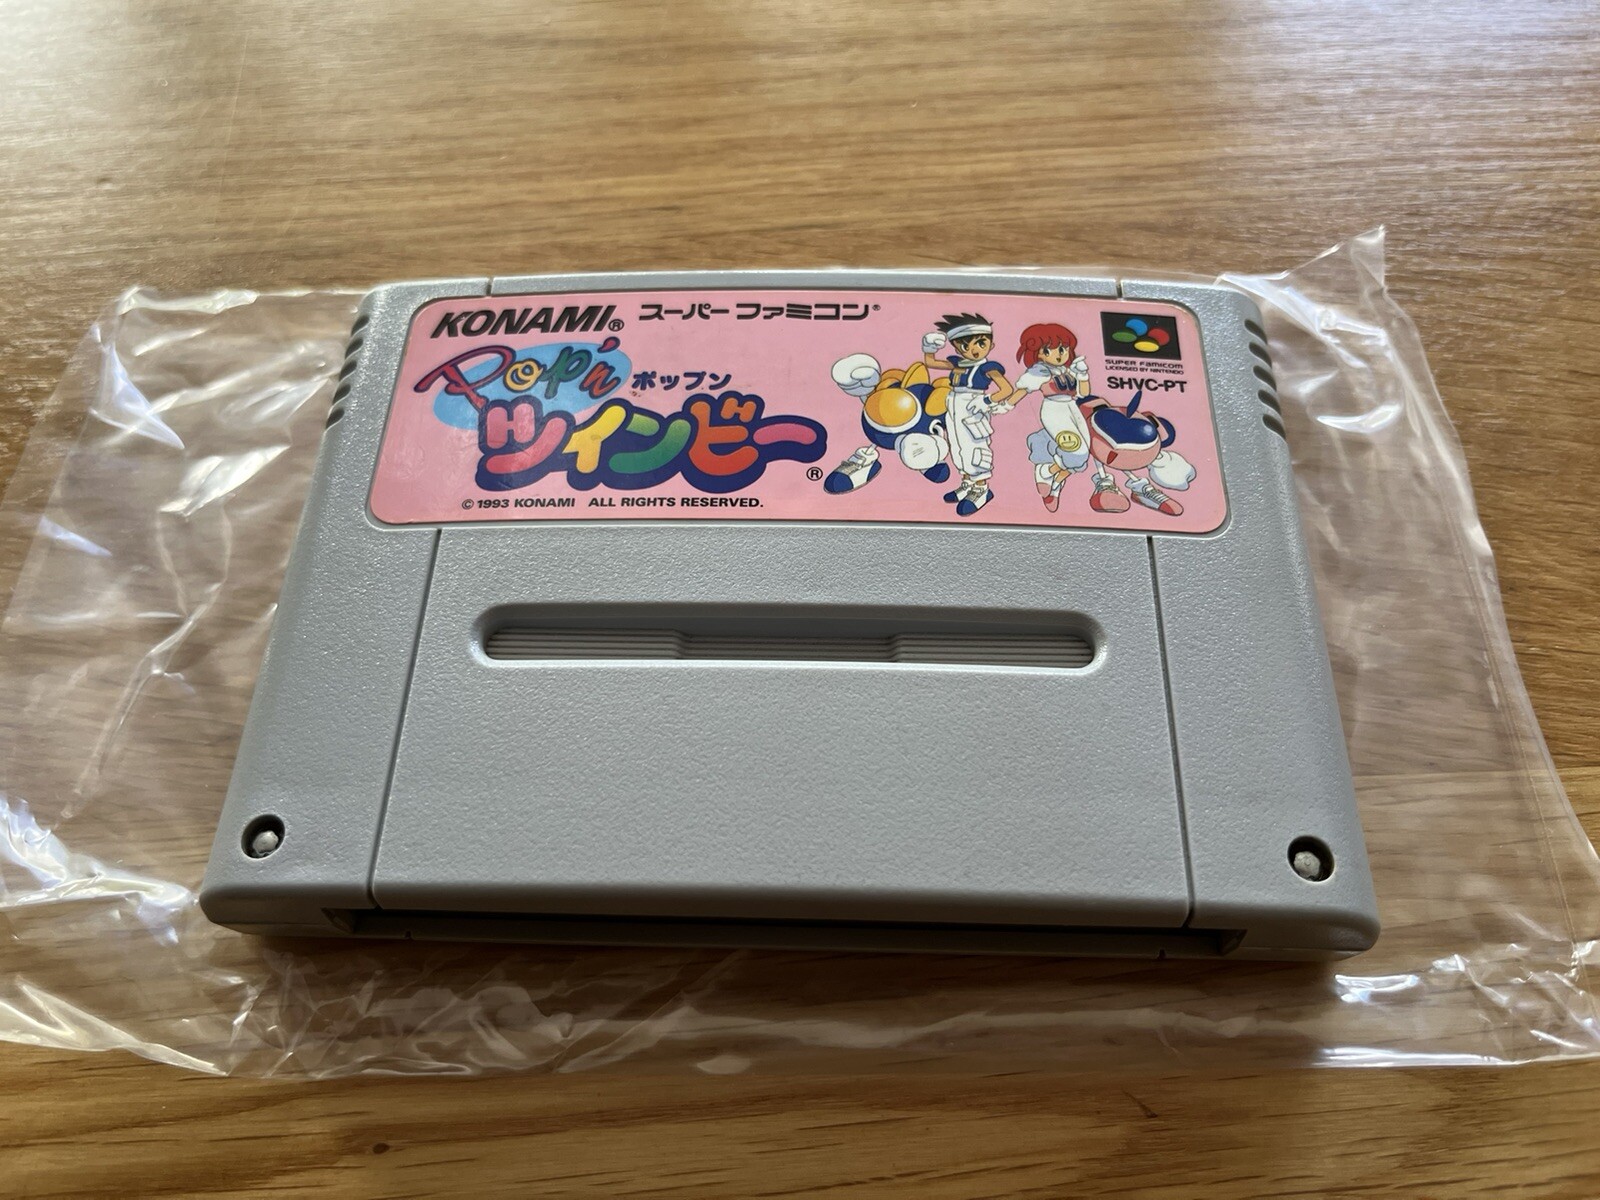 KONAMI® スーパーファミコン®
Pop'n ポップン
ツインビー®
© 1993 KONAMI ALL RIGHTS RESERVED.
SUPER FAMICOM
LICENSED BY NINTENDO
SHVC-PT